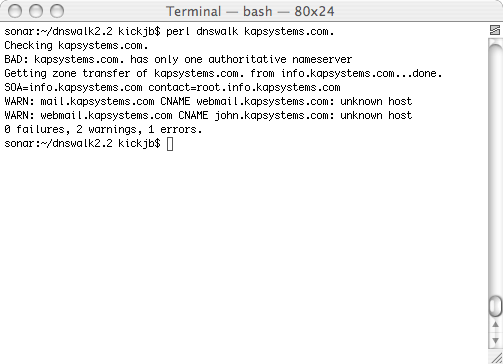 Terminal — bash — 80x24
sonar:~/dnswalk2.2 kickjb$ perl dnswalk kapsystems.com.
Checking kapsystems.com.
BAD: kapsystems.com. has only one authoritative nameserver
Getting zone transfer of kapsystems.com. from info.kapsystems.com...done.
SOA=info.kapsystems.com contact=root.info.kapsystems.com
WARN: mail.kapsystems.com CNAME webmail.kapsystems.com: unknown host
WARN: webmail.kapsystems.com CNAME john.kapsystems.com: unknown host
0 failures, 2 warnings, 1 errors.
sonar:~/dnswalk2.2 kickjb$